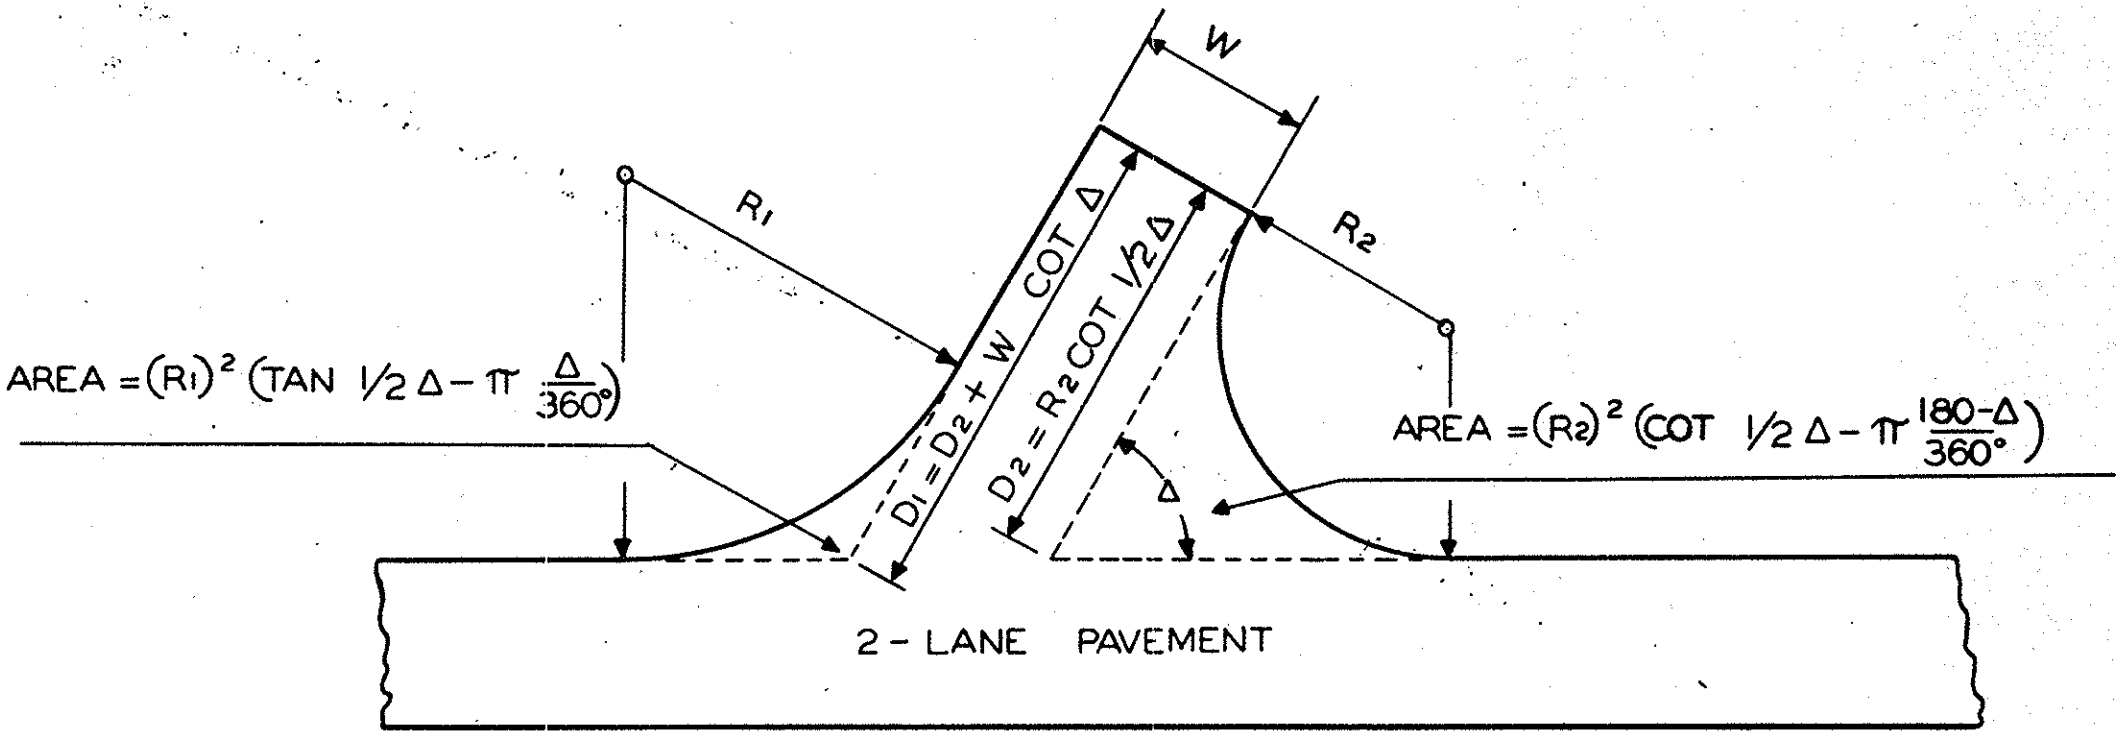 W
R1
R2
D1 = D2 + W COT Δ
D2 = R2 COT 1/2 Δ
Δ
AREA = (R1)² (TAN 1/2 Δ - π Δ/360°)
AREA = (R2)² (COT 1/2 Δ - π 180-Δ/360°)
2 - LANE PAVEMENT